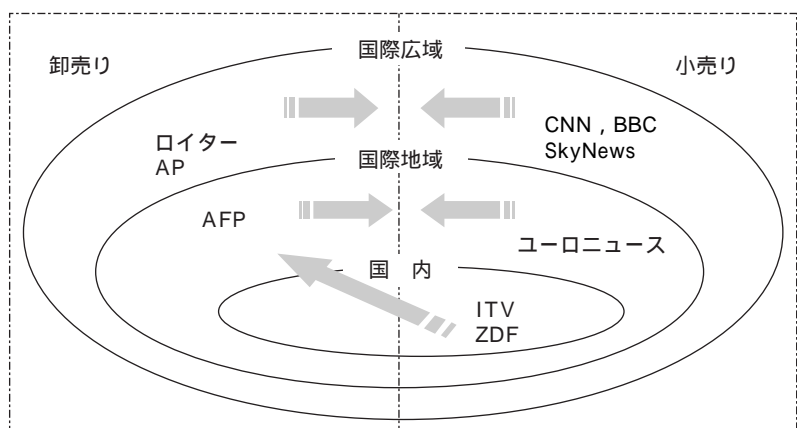 国際広域
卸売り
小売り
CNN , BBC
SkyNews
ロイター
AP
国際地域
AFP
ユーロニュース
国 内
ITV
ZDF